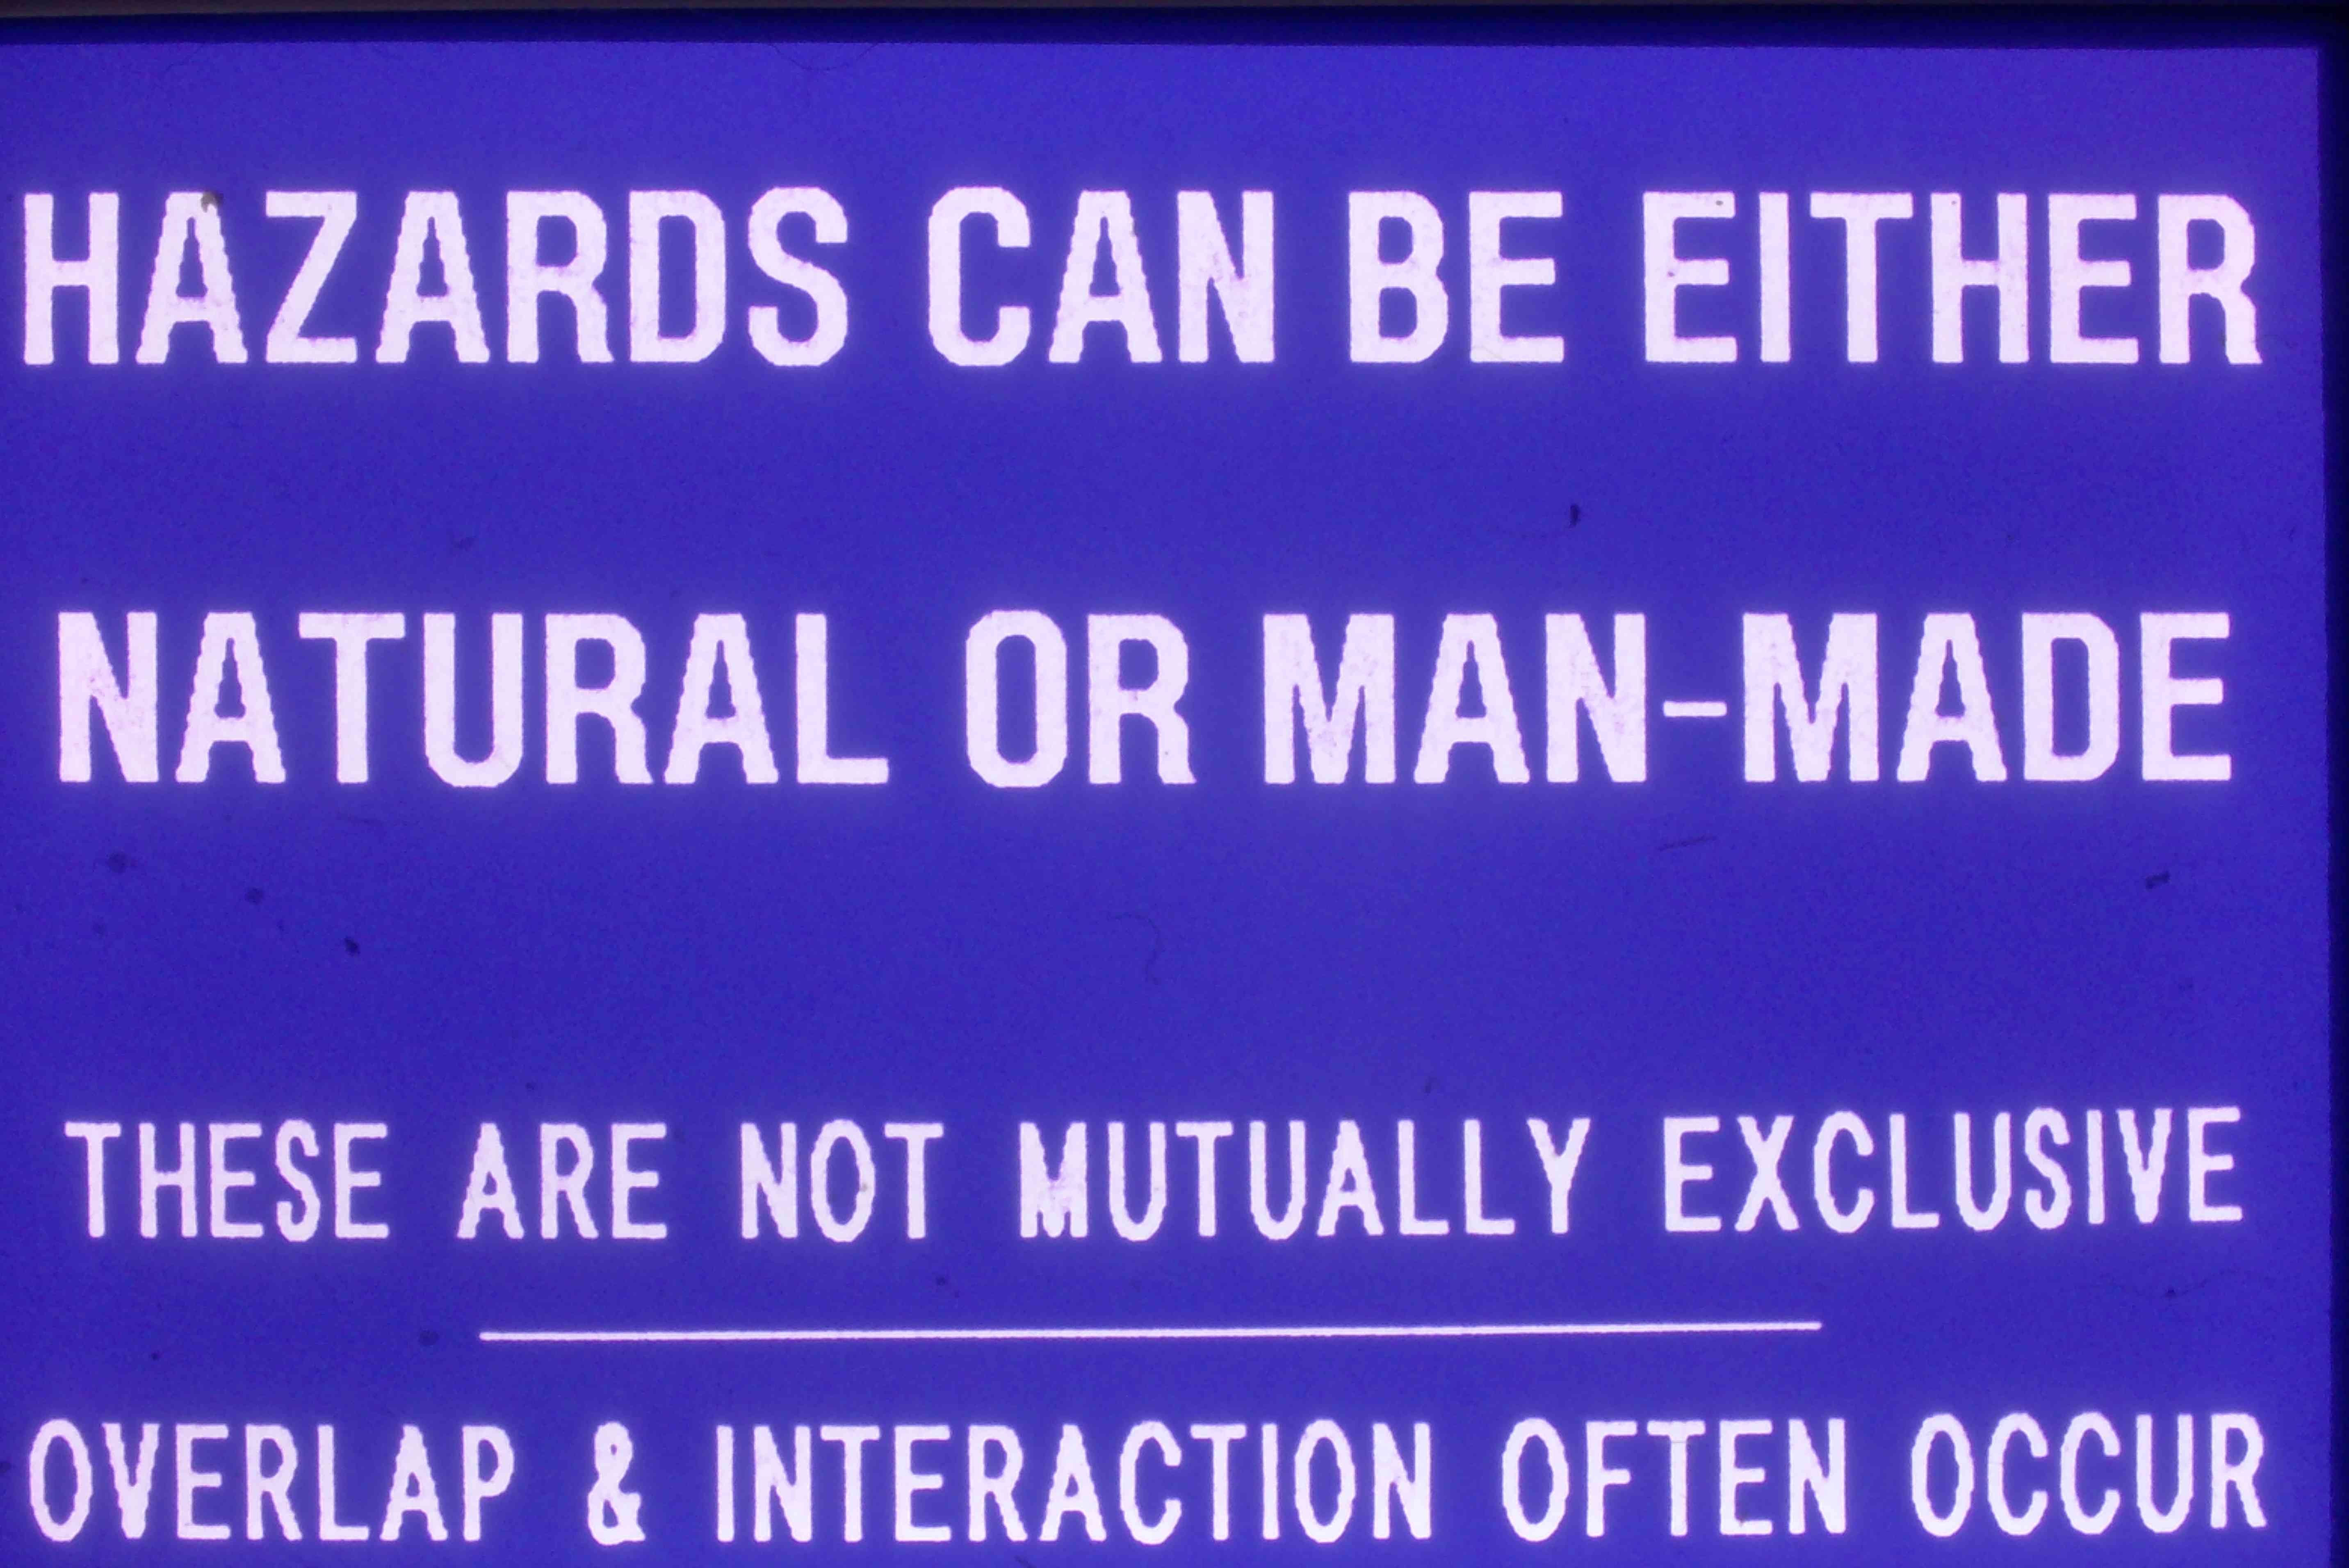 HAZARDS CAN BE EITHER
NATURAL OR MAN-MADE
THESE ARE NOT MUTUALLY EXCLUSIVE
OVERLAP & INTERACTION OFTEN OCCUR